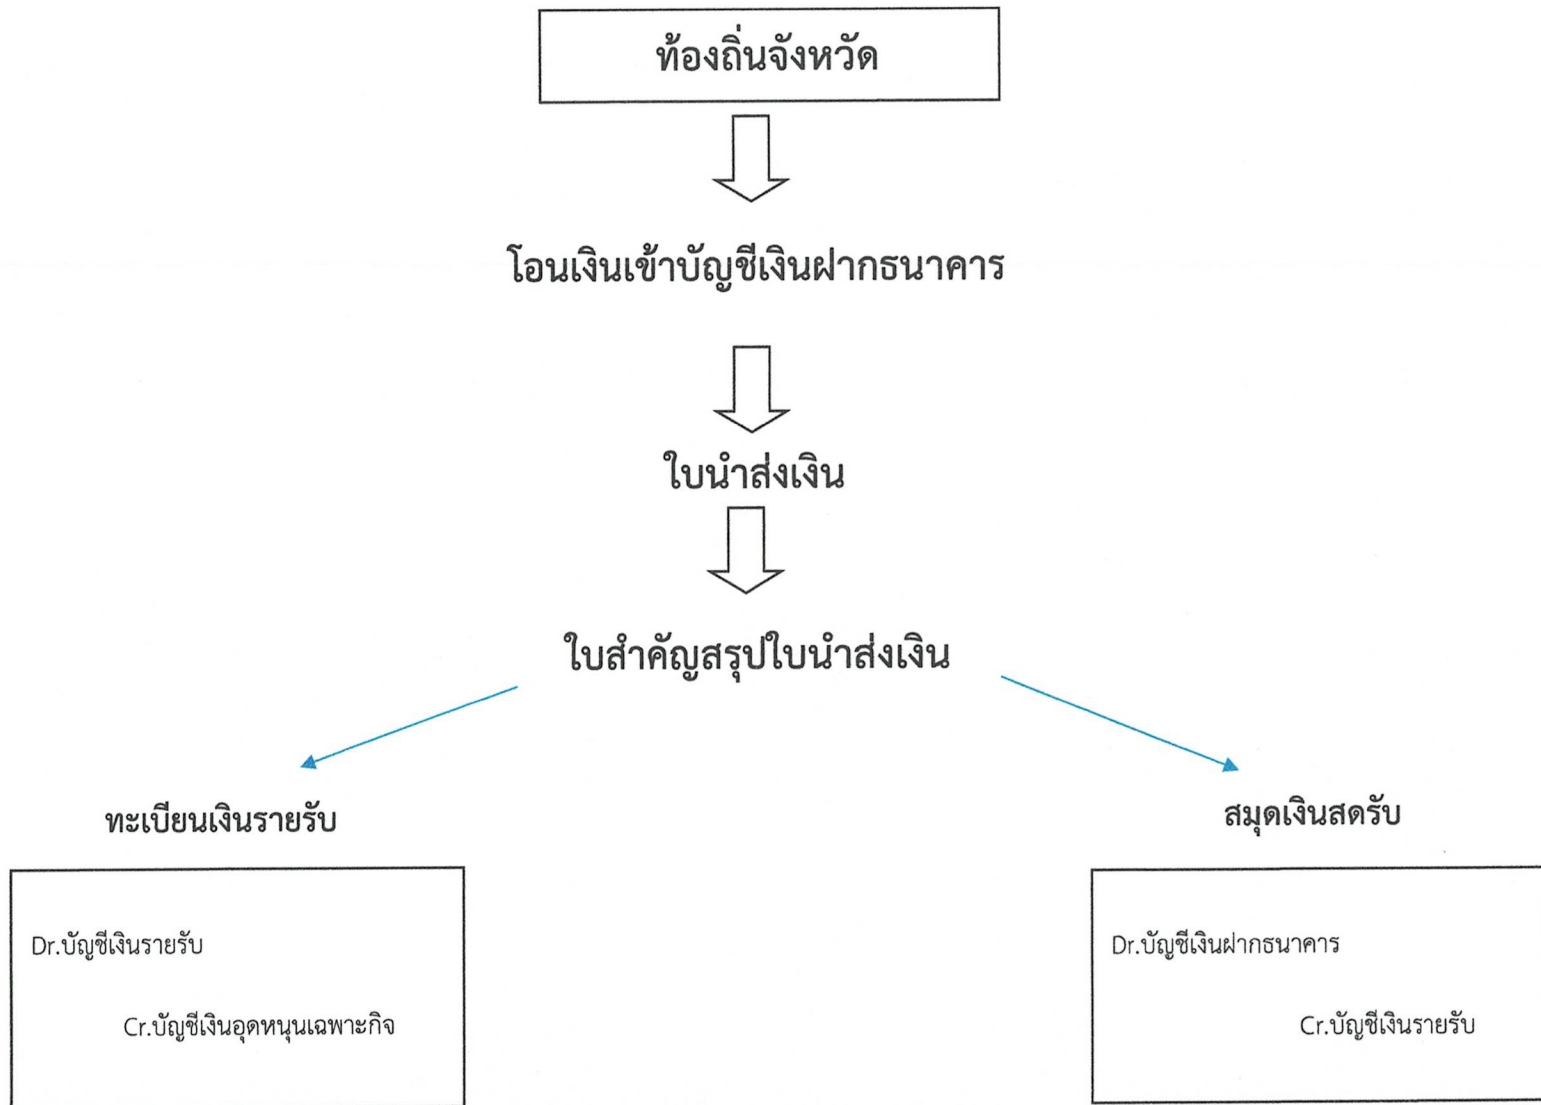 ท้องถิ่นจังหวัด
โอนเงินเข้าบัญชีเงินฝากธนาคาร
ใบนำส่งเงิน
ใบสำคัญสรุปใบนำส่งเงิน
ทะเบียนเงินรายรับ
Dr.บัญชีเงินรายรับ
Cr.บัญชีเงินอุดหนุนเฉพาะกิจ
สมุดเงินสดรับ
Dr.บัญชีเงินฝากธนาคาร
Cr.บัญชีเงินรายรับ